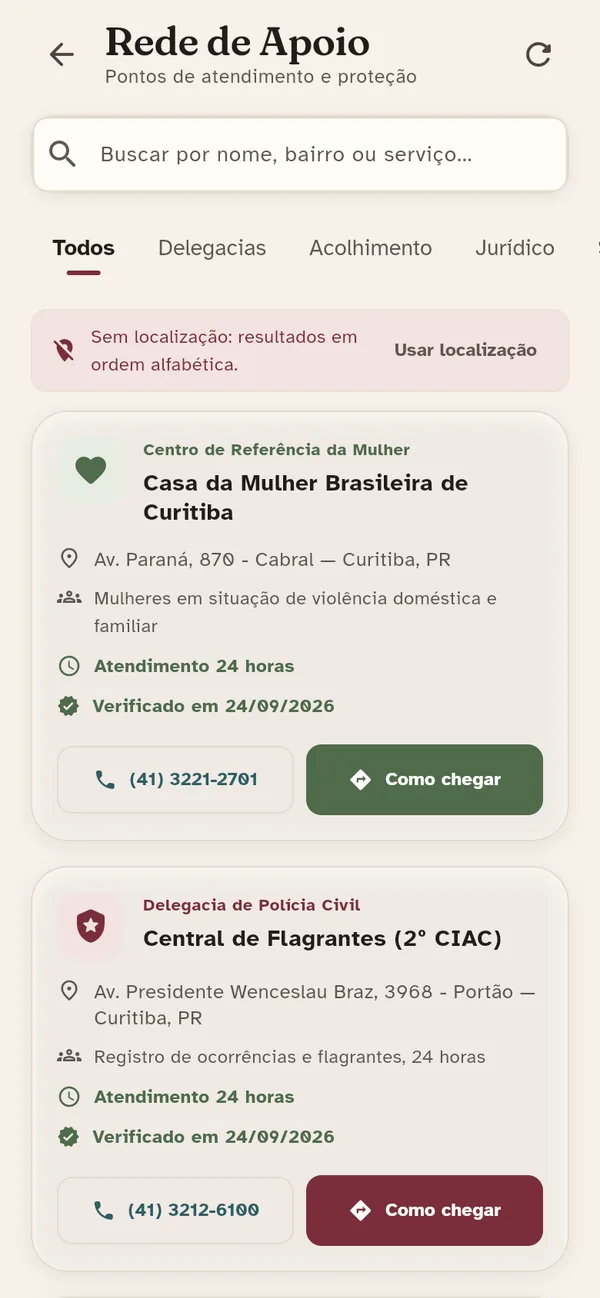 Rede de Apoio
Pontos de atendimento e proteção
Buscar por nome, bairro ou serviço...
Todos Delegacias Acolhimento Jurídico
Sem localização: resultados em
ordem alfabética.
Usar localização
Centro de Referência da Mulher
Casa da Mulher Brasileira de
Curitiba
Av. Paraná, 870 - Cabral — Curitiba, PR
Mulheres em situação de violência doméstica e
familiar
Atendimento 24 horas
Verificado em 24/09/2026
(41) 3221-2701 Como chegar
Delegacia de Polícia Civil
Central de Flagrantes (2º CIAC)
Av. Presidente Wenceslau Braz, 3968 - Portão —
Curitiba, PR
Registro de ocorrências e flagrantes, 24 horas
Atendimento 24 horas
Verificado em 24/09/2026
(41) 3212-6100 Como chegar